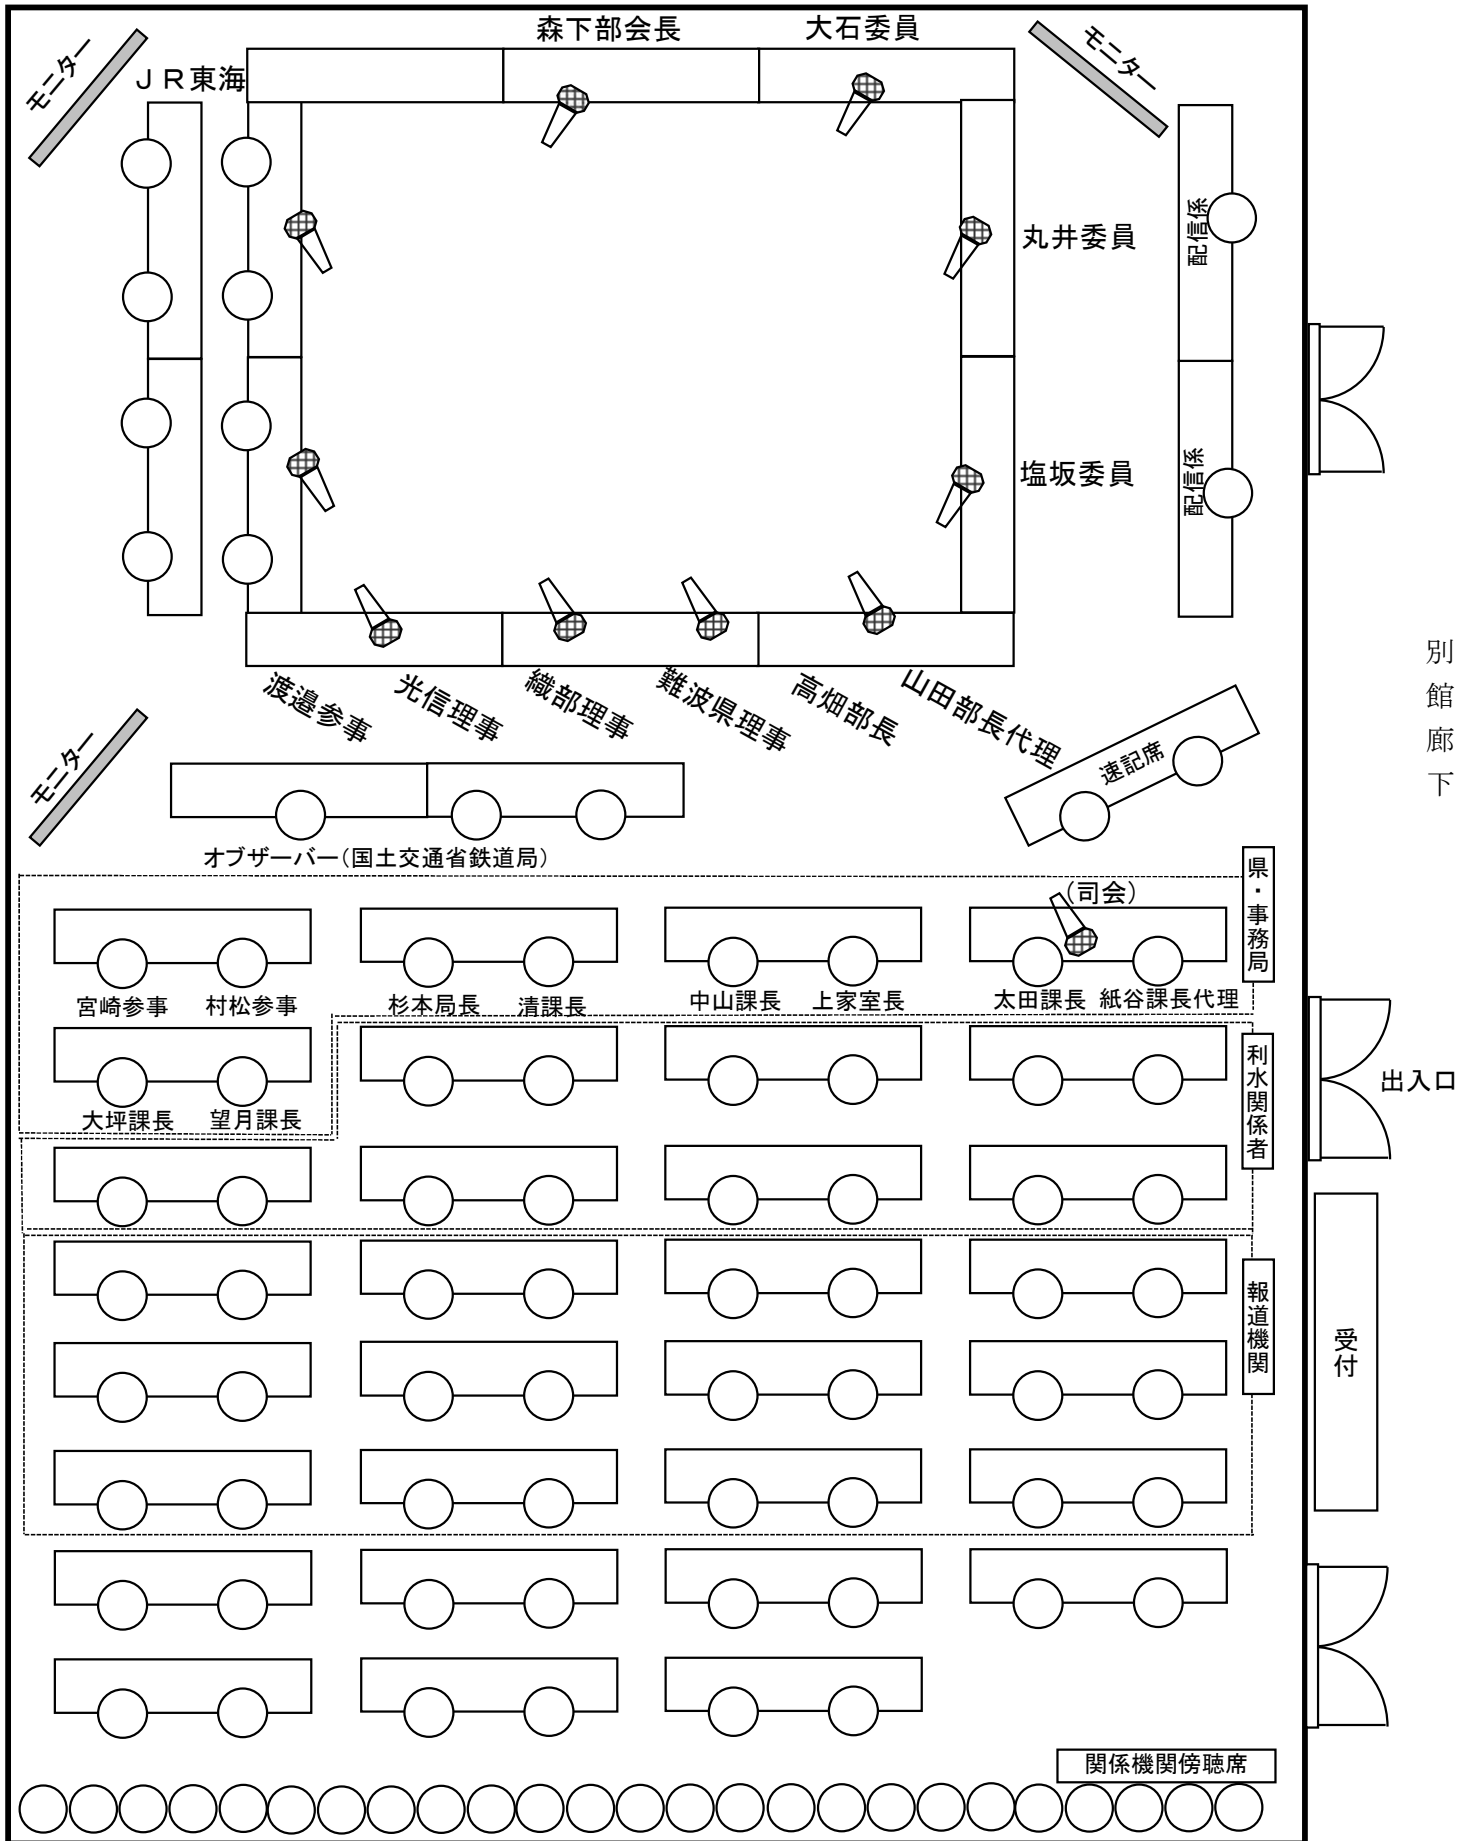 森下部会長
大石委員
モニター
モニター
ＪＲ東海
丸井委員
配信係
塩坂委員
配信係
渡邉参事
光信理事
織部理事
難波県理事
高畑部長
山田部長代理
別館廊下
モニター
速記席
オブザーバー（国土交通省鉄道局）
県・事務局
（司会）
宮崎参事
村松参事
杉本局長
清課長
中山課長
上家室長
太田課長
紙谷課長代理
利水関係者
出入口
大坪課長
望月課長
報道機関
受付
関係機関傍聴席